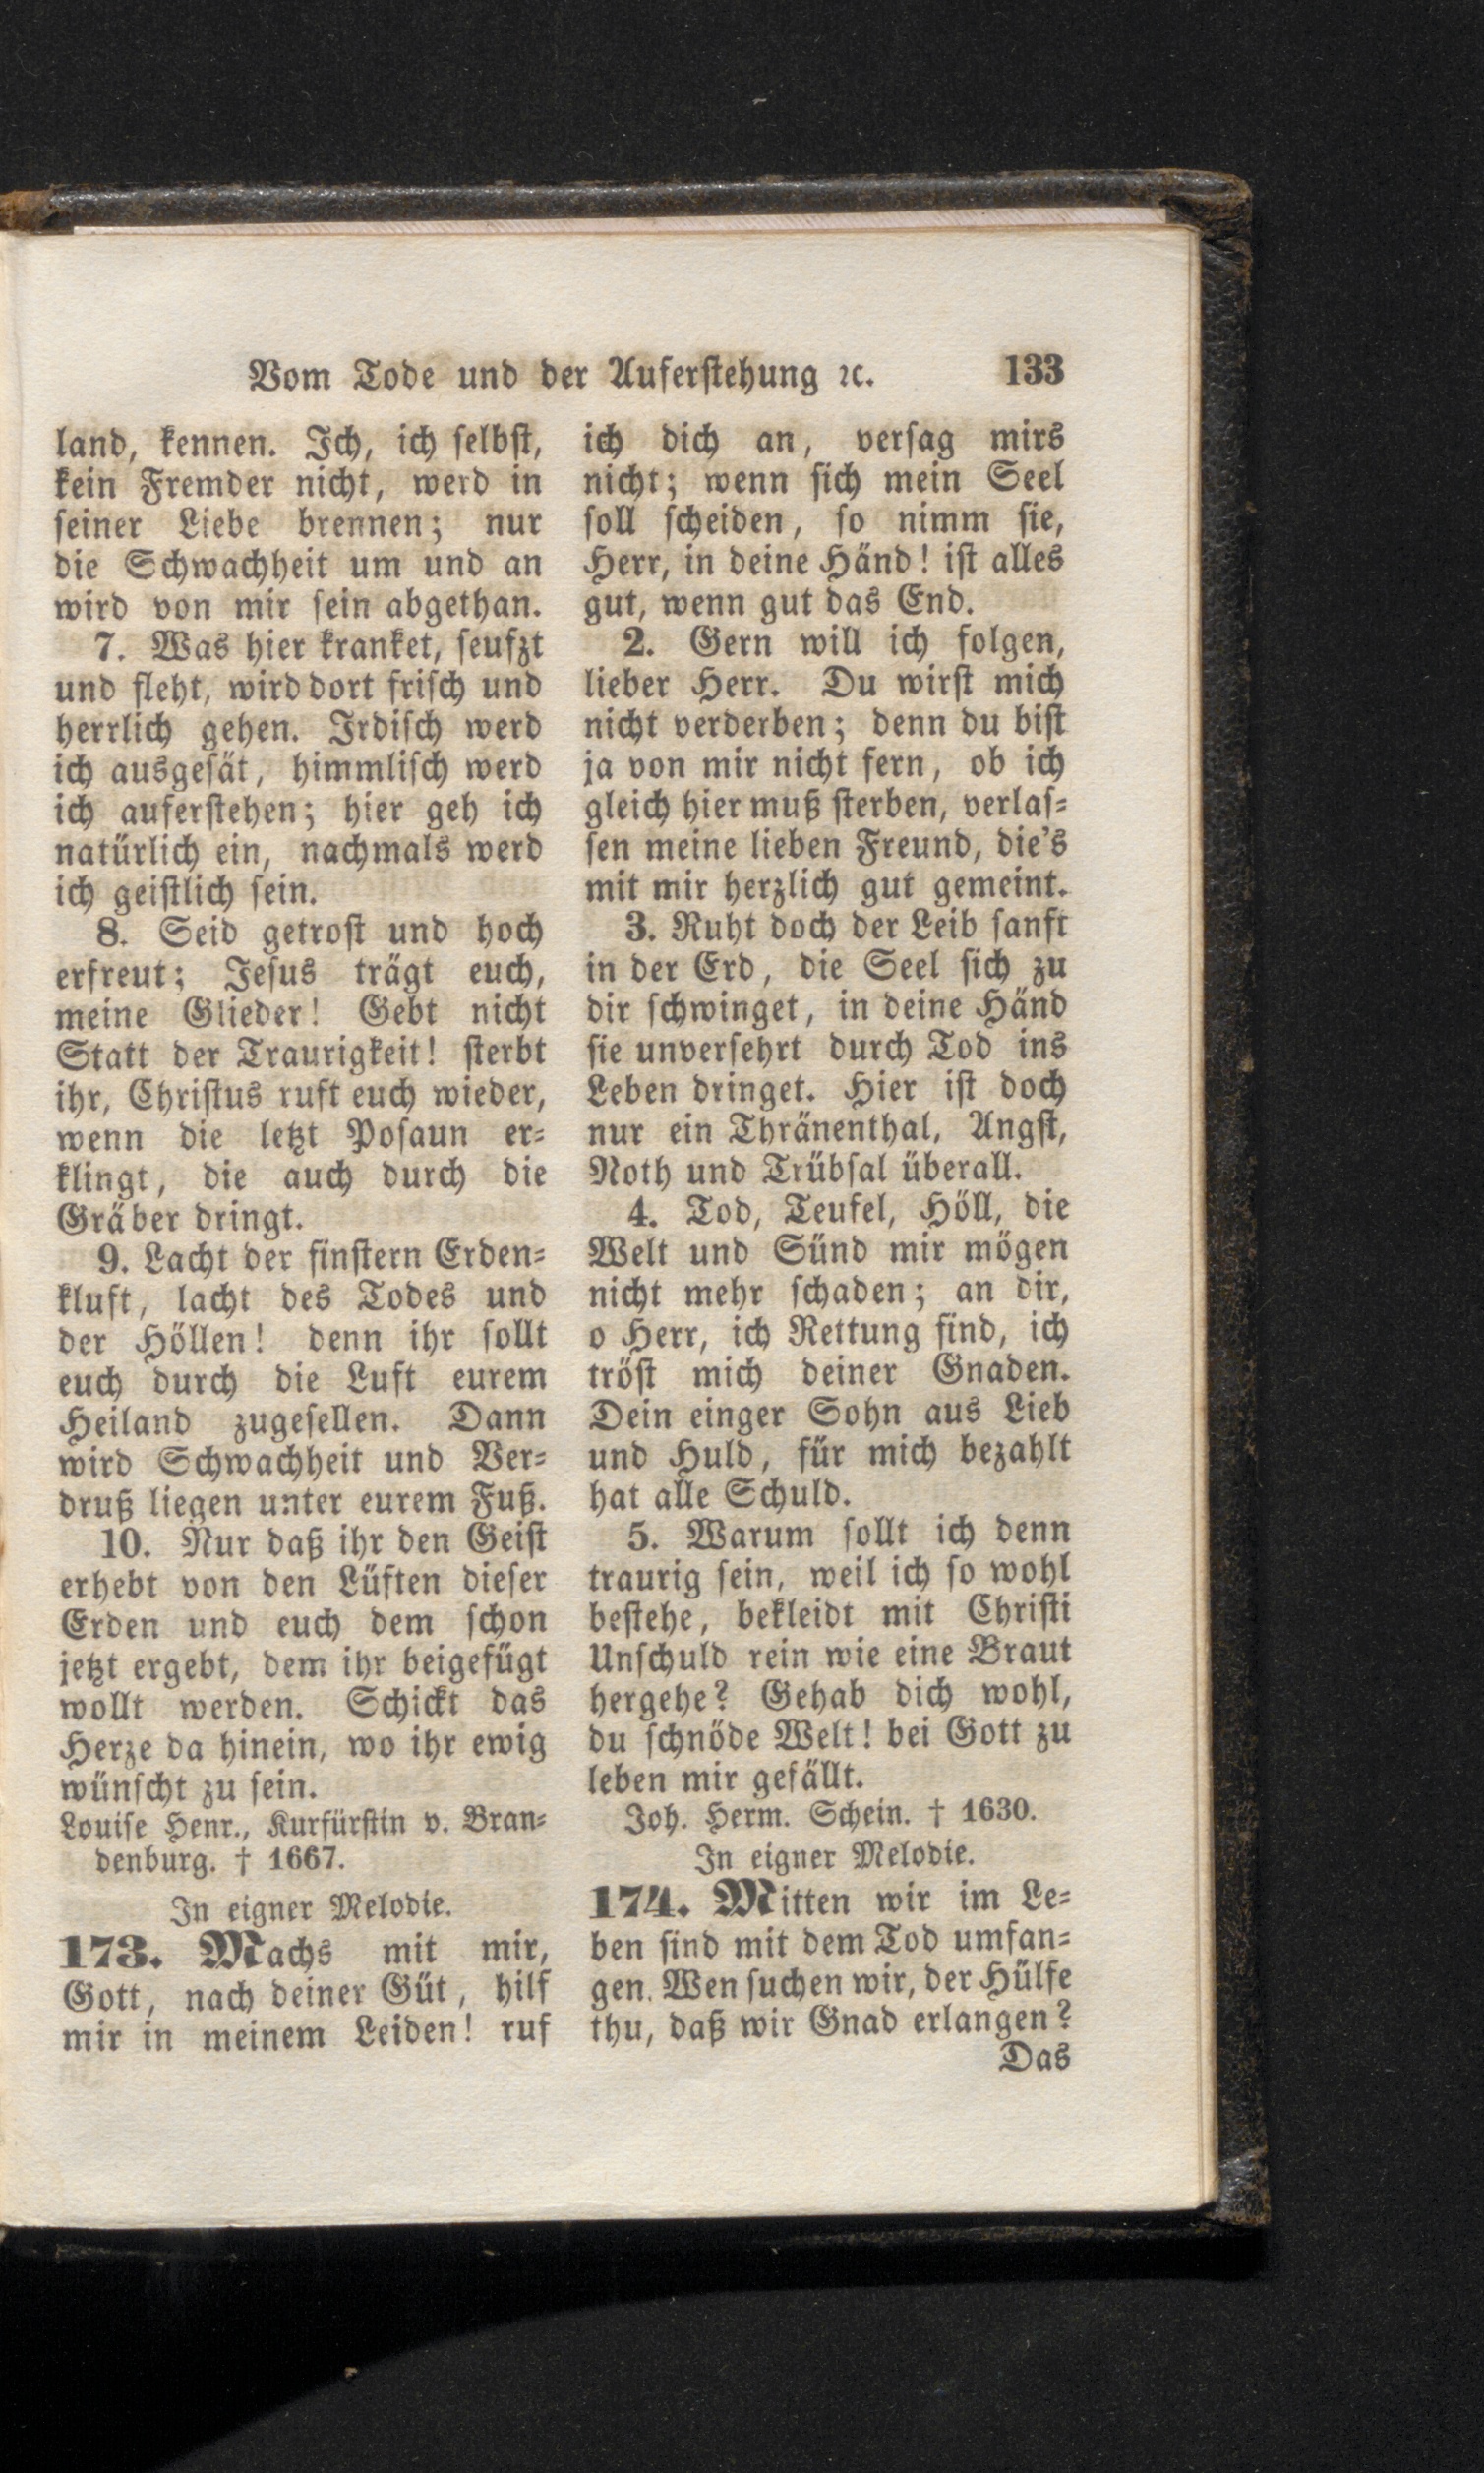 Vom Tode und der Auferstehung ꝛc. 133
land, kennen. Ich, ich selbst,
kein Fremder nicht, werd in
seiner Liebe brennen; nur
die Schwachheit um und an
wird von mir sein abgethan.
7. Was hier kranket, seufzt
und fleht, wird dort frisch und
herrlich gehen. Irdisch werd
ich ausgesät, himmlisch werd
ich auferstehen; hier geh ich
natürlich ein, nachmals werd
ich geistlich sein.
8. Seid getrost und hoch
erfreut; Jesus trägt euch,
meine Glieder! Gebt nicht
Statt der Traurigkeit! sterbt
ihr, Christus ruft euch wieder,
wenn die letzt Posaun er-
klingt, die auch durch die
Gräber dringt.
9. Lacht der finstern Erden-
kluft, lacht des Todes und
der Höllen! denn ihr sollt
euch durch die Luft eurem
Heiland zugesellen. Dann
wird Schwachheit und Ver-
druß liegen unter eurem Fuß.
10. Nur daß ihr den Geist
erhebt von den Lüften dieser
Erden und euch dem schon
jetzt ergebt, dem ihr beigefügt
wollt werden. Schickt das
Herze da hinein, wo ihr ewig
wünscht zu sein.
Louise Henr., Kurfürstin v. Bran-
denburg. † 1667.
In eigner Melodie.
173. Machs mit mir,
Gott, nach deiner Güt, hilf
mir in meinem Leiden! ruf
ich dich an, versag mirs
nicht; wenn sich mein Seel
soll scheiden, so nimm sie,
Herr, in deine Händ! ist alles
gut, wenn gut das End.
2. Gern will ich folgen,
lieber Herr. Du wirst mich
nicht verderben; denn du bist
ja von mir nicht fern, ob ich
gleich hier muß sterben, verlas-
sen meine lieben Freund, die's
mit mir herzlich gut gemeint.
3. Ruht doch der Leib sanft
in der Erd, die Seel sich zu
dir schwinget, in deine Händ
sie unversehrt durch Tod ins
Leben dringet. Hier ist doch
nur ein Thränenthal, Angst,
Noth und Trübsal überall.
4. Tod, Teufel, Höll, die
Welt und Sünd mir mögen
nicht mehr schaden; an dir,
o Herr, ich Rettung find, ich
tröst mich deiner Gnaden.
Dein einger Sohn aus Lieb
und Huld, für mich bezahlt
hat alle Schuld.
5. Warum sollt ich denn
traurig sein, weil ich so wohl
bestehe, bekleidt mit Christi
Unschuld rein wie eine Braut
hergehe? Gehab dich wohl,
du schnöde Welt! bei Gott zu
leben mir gefällt.
Joh. Herm. Schein. † 1630.
In eigner Melodie.
174. Mitten wir im Le-
ben sind mit dem Tod umfan-
gen. Wen suchen wir, der Hülfe
thu, daß wir Gnad erlangen?
Das